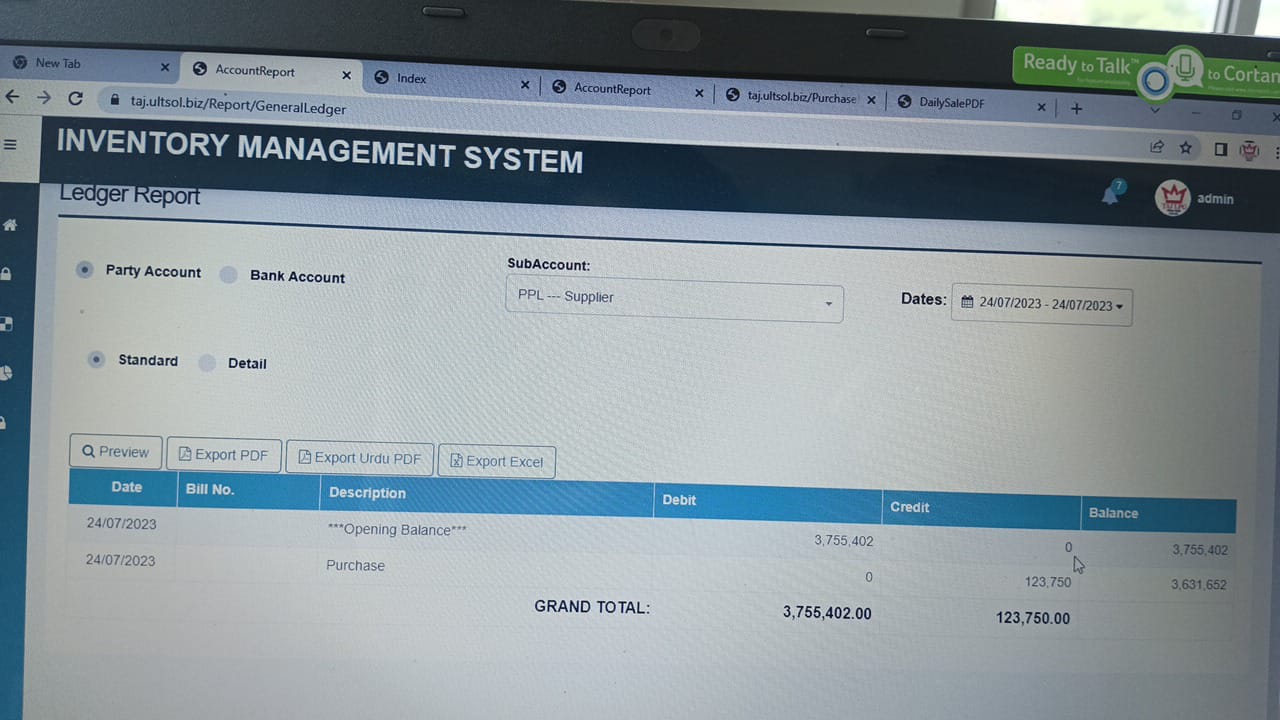 Ready to Talk™
to Cortan
New Tab
AccountReport
Index
AccountReport
taj.ultsol.biz/Purchase
DailySalePDF
taj.ultsol.biz/Report/GeneralLedger
INVENTORY MANAGEMENT SYSTEM
7
admin
Ledger Report
Party Account
Bank Account
SubAccount:
PPL --- Supplier
Dates:
24/07/2023 - 24/07/2023
Standard
Detail
Preview
Export PDF
Export Urdu PDF
Export Excel
Date Bill No. Description Debit Credit Balance
24/07/2023 ***Opening Balance*** 3,755,402 0 3,755,402
24/07/2023 Purchase 0 123,750 3,631,652
GRAND TOTAL: 3,755,402.00 123,750.00